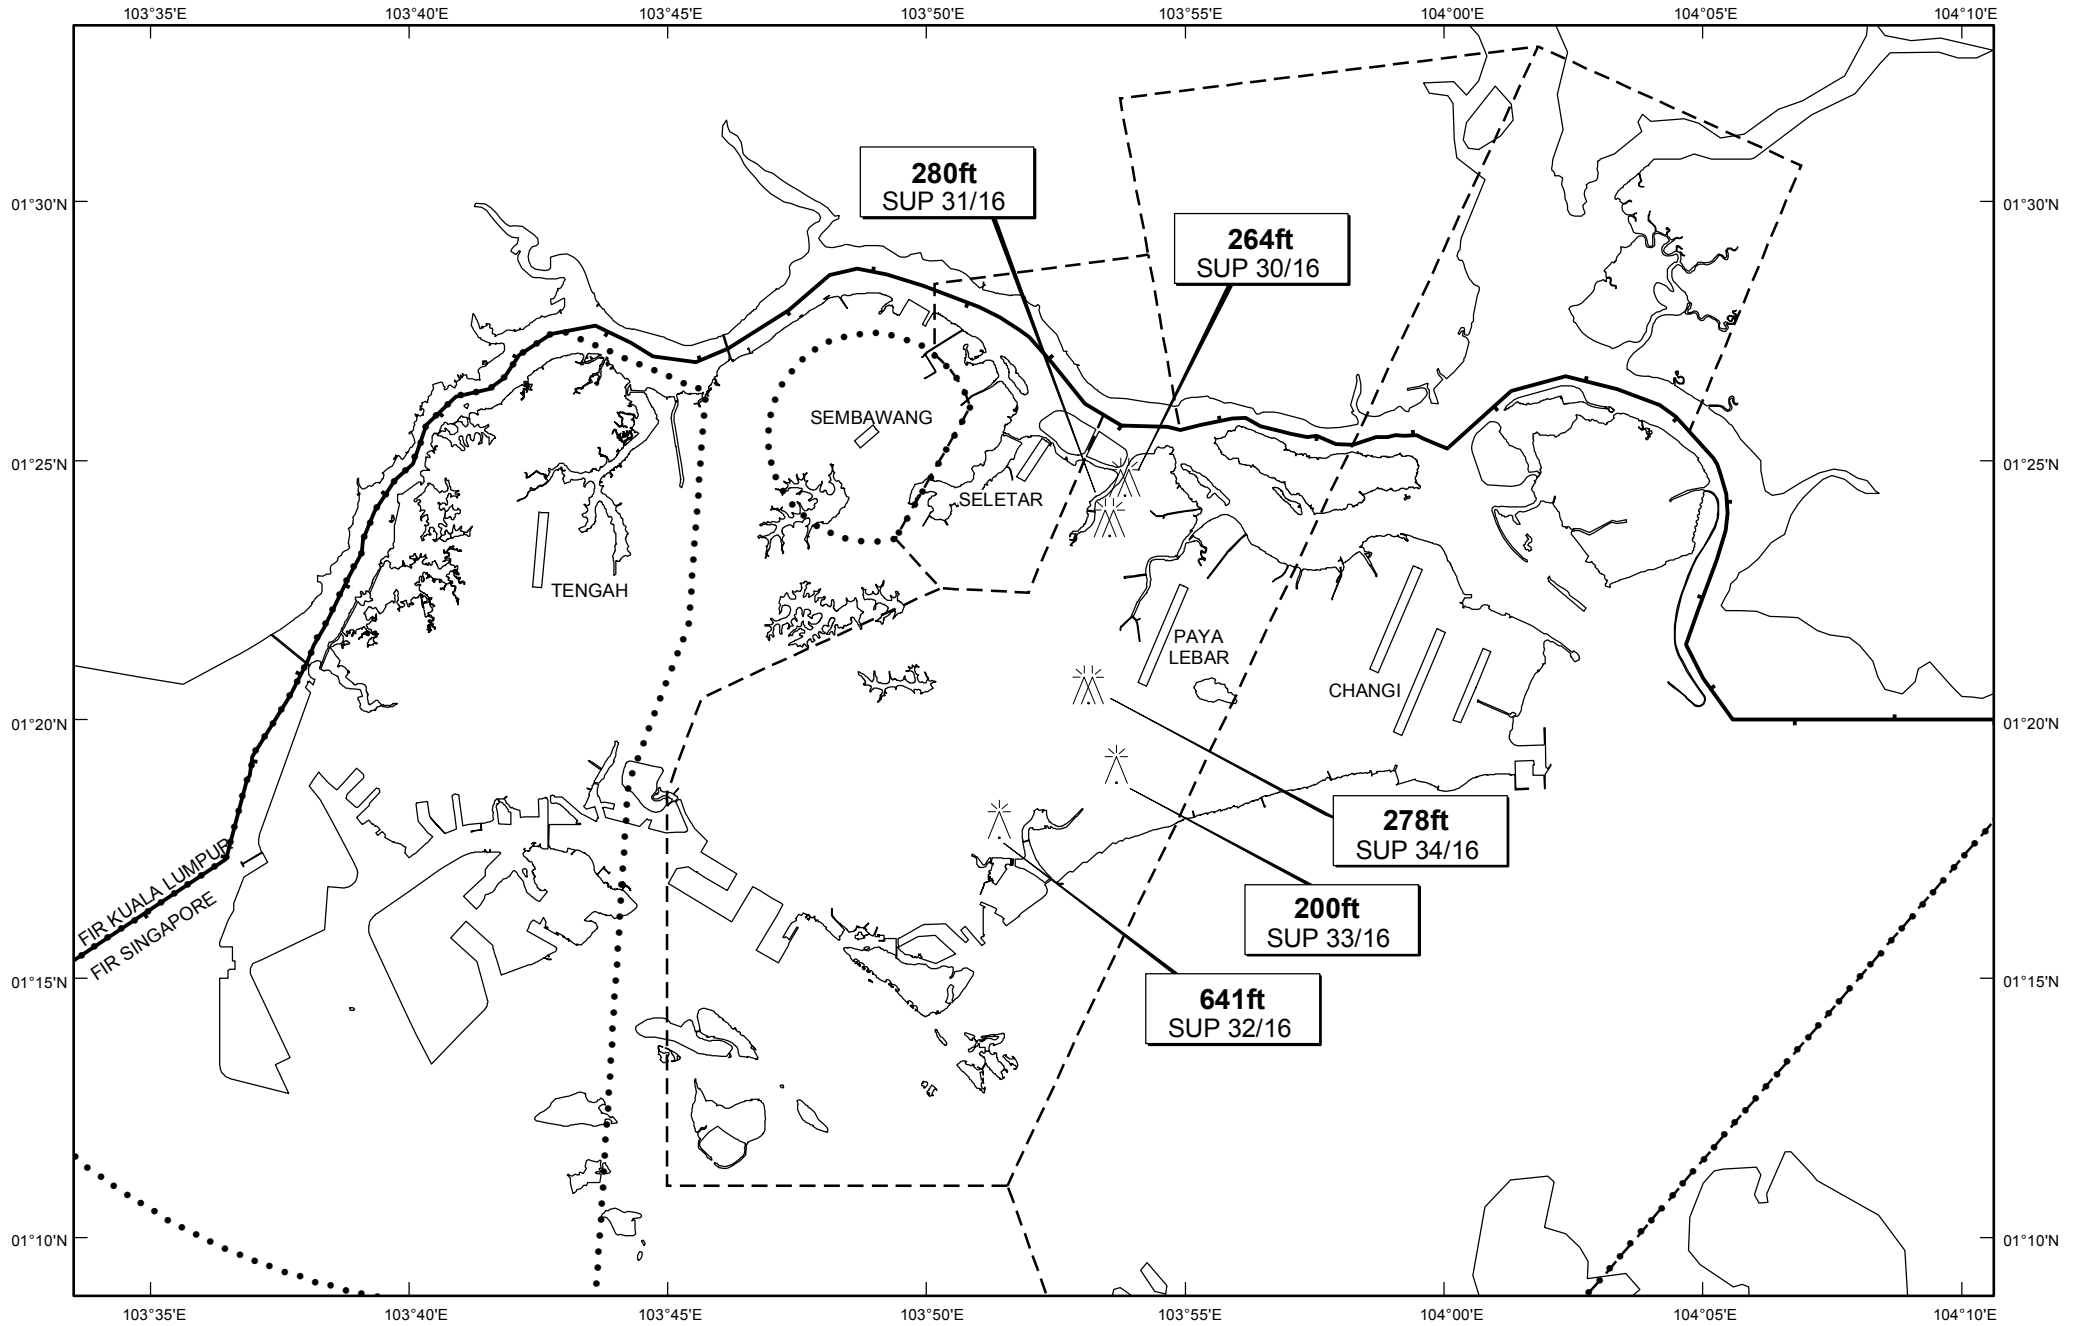 103°35'E 103°40'E 103°45'E 103°50'E 103°55'E 104°00'E 104°05'E 104°10'E
280ft
SUP 31/16
01°30'N
01°30'N
264ft
SUP 30/16
SEMBAWANG
01°25'N
01°25'N
SELETAR
TENGAH
PAYA
LEBAR
CHANGI
01°20'N
01°20'N
278ft
SUP 34/16
FIR KUALA LUMPUR
FIR SINGAPORE
200ft
SUP 33/16
01°15'N
01°15'N
641ft
SUP 32/16
01°10'N
01°10'N
103°35'E 103°40'E 103°45'E 103°50'E 103°55'E 104°00'E 104°05'E 104°10'E